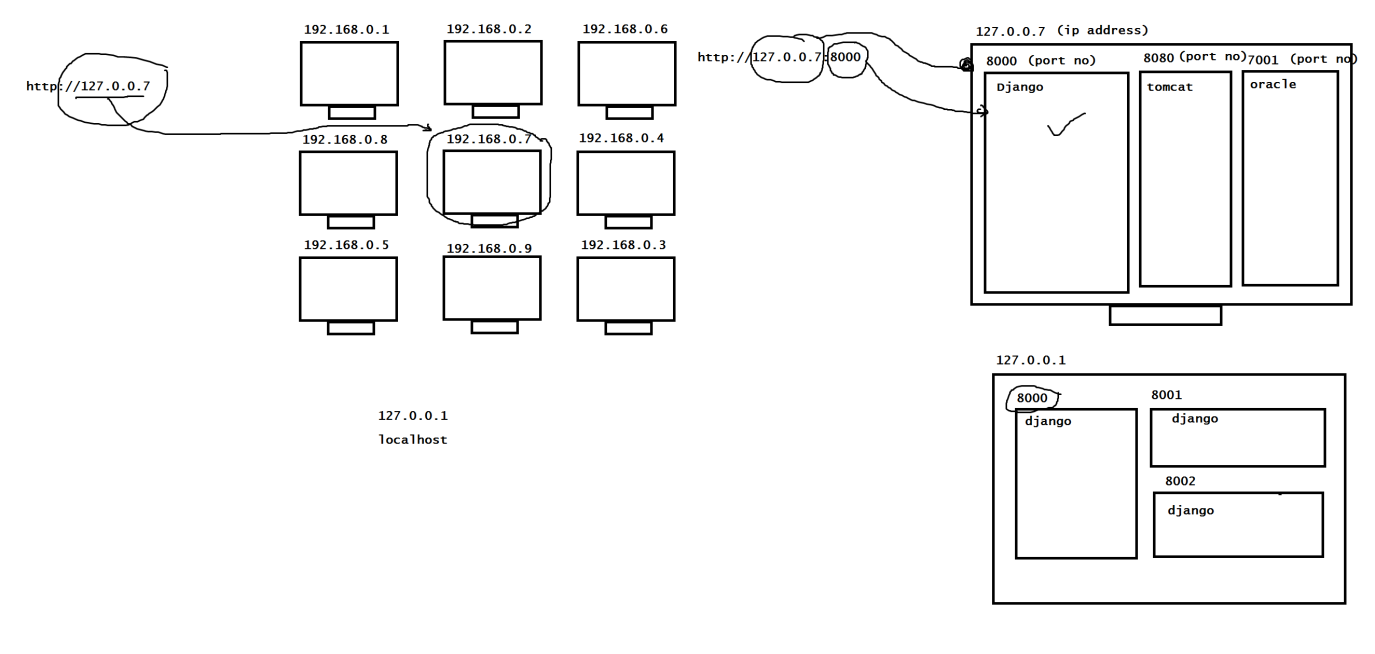 192.168.0.1
192.168.0.2
192.168.0.6
http://127.0.0.7
192.168.0.8
192.168.0.7
192.168.0.4
192.168.0.5
192.168.0.9
192.168.0.3
127.0.0.1
localhost
http://127.0.0.7:8000
127.0.0.7 (ip address)
8000 (port no)
8080 (port no)
7001 (port no)
Django
tomcat
oracle
127.0.0.1
8000
django
8001
django
8002
django